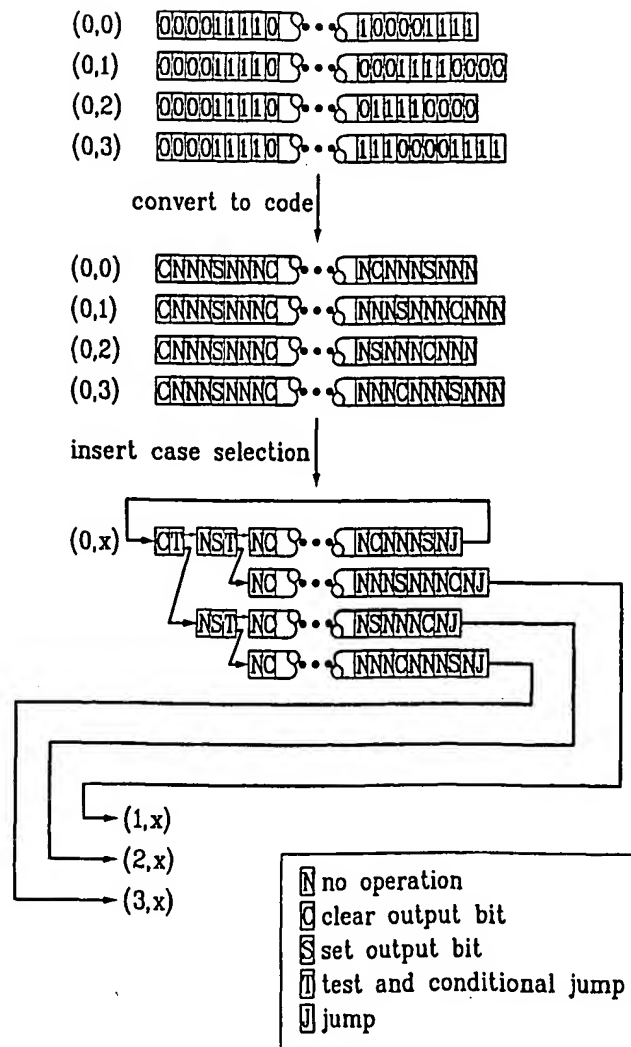 (0,0) 000011110 ••• 100001111
(0,1) 000011110 ••• 00011110000
(0,2) 000011110 ••• 011110000
(0,3) 000011110 ••• 11100001111
convert to code
(0,0) CNNNSNNNC ••• NCNNNSNNN
(0,1) CNNNSNNNC ••• NNNSNNNCNNN
(0,2) CNNNSNNNC ••• NSNNNCNNN
(0,3) CNNNSNNNC ••• NNNCNNNSNNN
insert case selection
(0,x) CT NST NC ••• NCNNNSNJ
NC ••• NNNSNNNCNJ
NST NC ••• NSNNNCNJ
NC ••• NNNCNNNSNJ
(1,x)
(2,x)
(3,x)
N no operation
C clear output bit
S set output bit
T test and conditional jump
J jump